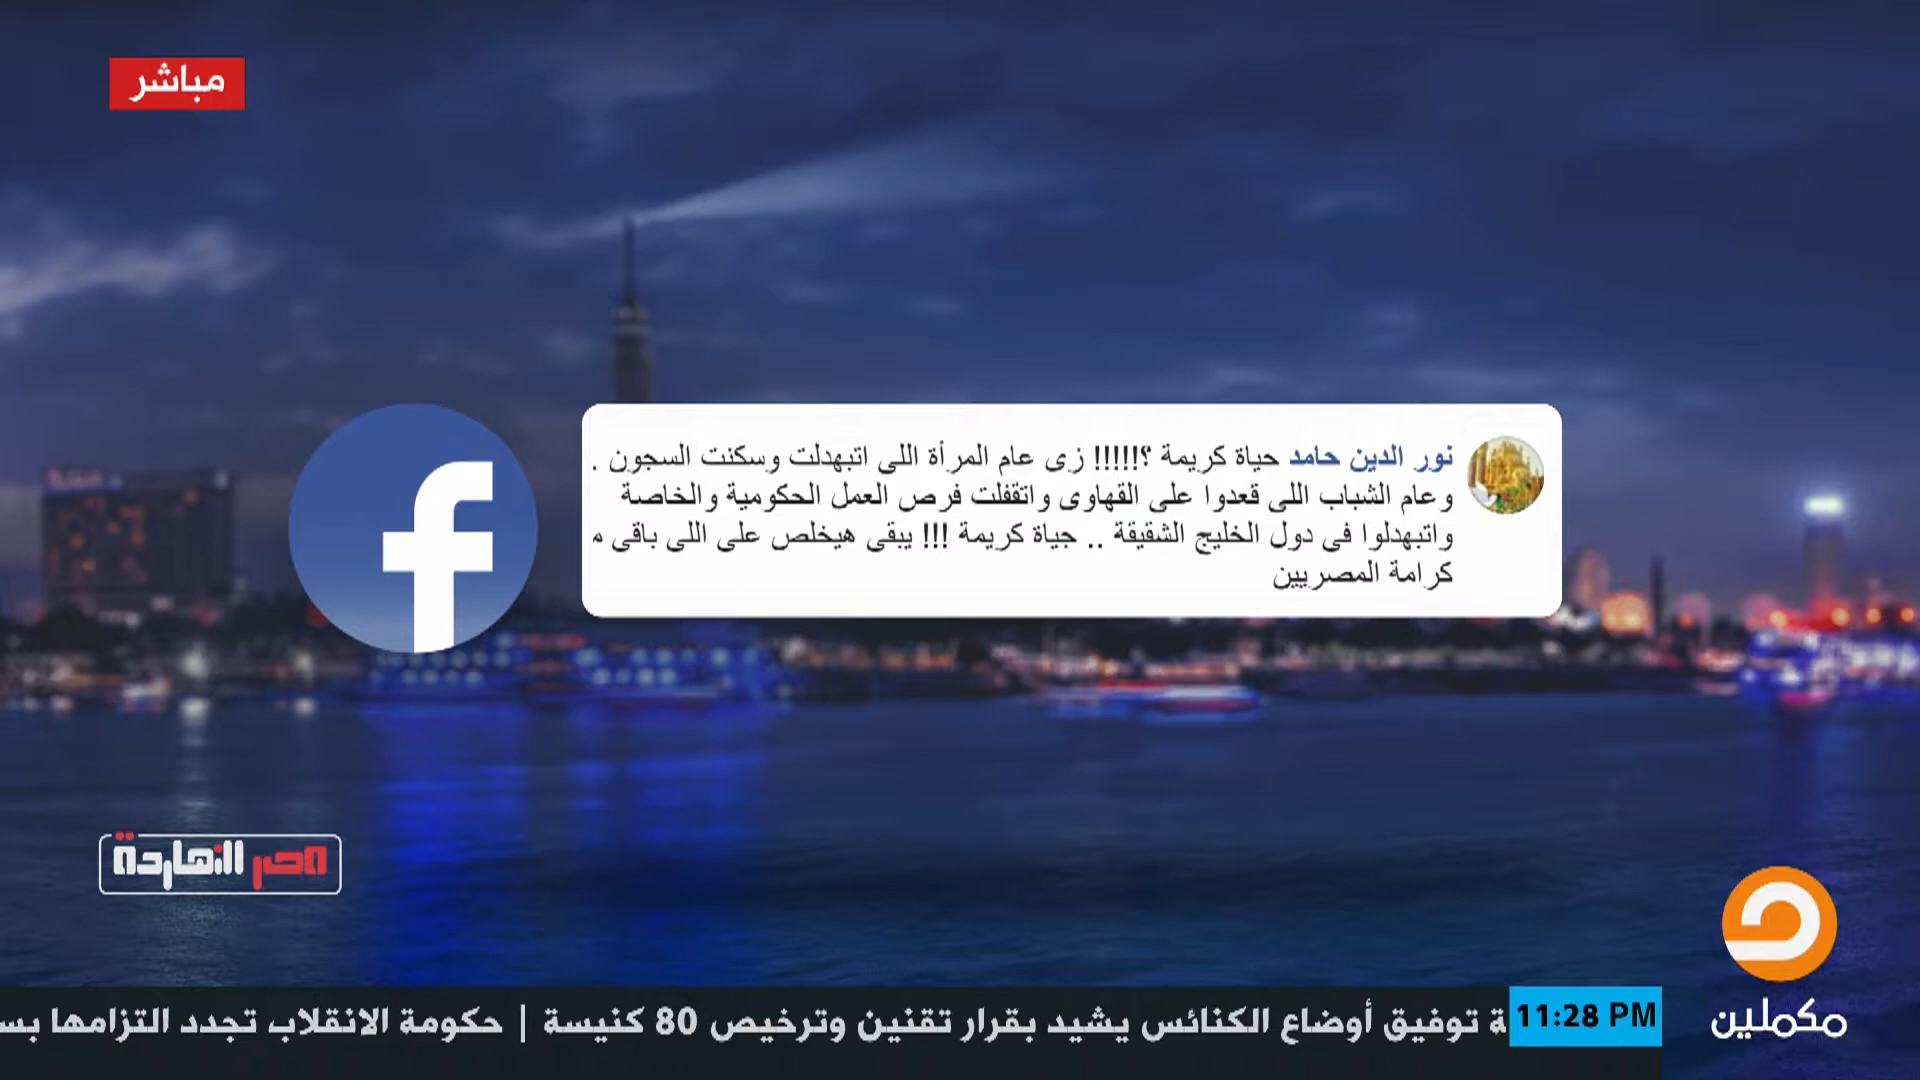 مباشر
نور الدين حامد حياة كريمة ؟!!!!! زى عام المرأة اللى اتبهدلت وسكنت السجون .
وعام الشباب اللى قعدوا على القهاوى واتقفلت فرص العمل الحكومية والخاصة
واتبهدلوا فى دول الخليج الشقيقة .. جياة كريمة !!! يبقى هيخلص على اللى باقى م
كرامة المصريين
مصر النهاردة
مكملين
11:28 PM
ة توفيق أوضاع الكنائس يشيد بقرار تقنين وترخيص 80 كنيسة | حكومة الانقلاب تجدد التزامها بس